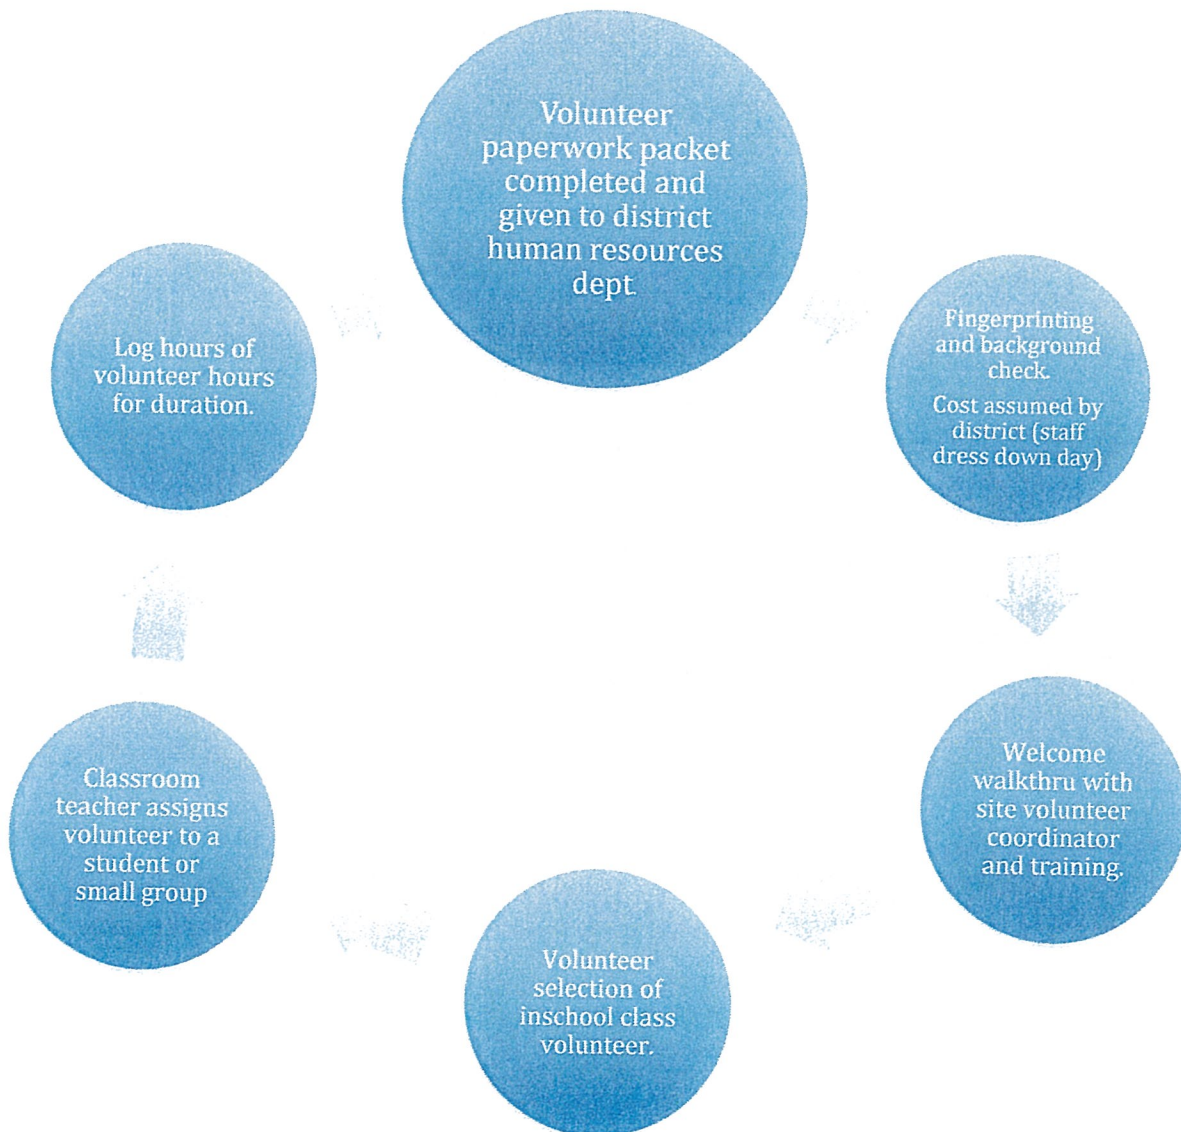 Volunteer
paperwork packet
completed and
given to district
human resources
dept.
Fingerprinting
and background
check.
Cost assumed by
district (staff
dress down day)
Welcome
walkthru with
site volunteer
coordinator
and training.
Volunteer
selection of
inschool class
volunteer.
Classroom
teacher assigns
volunteer to a
student or
small group
Log hours of
volunteer hours
for duration.